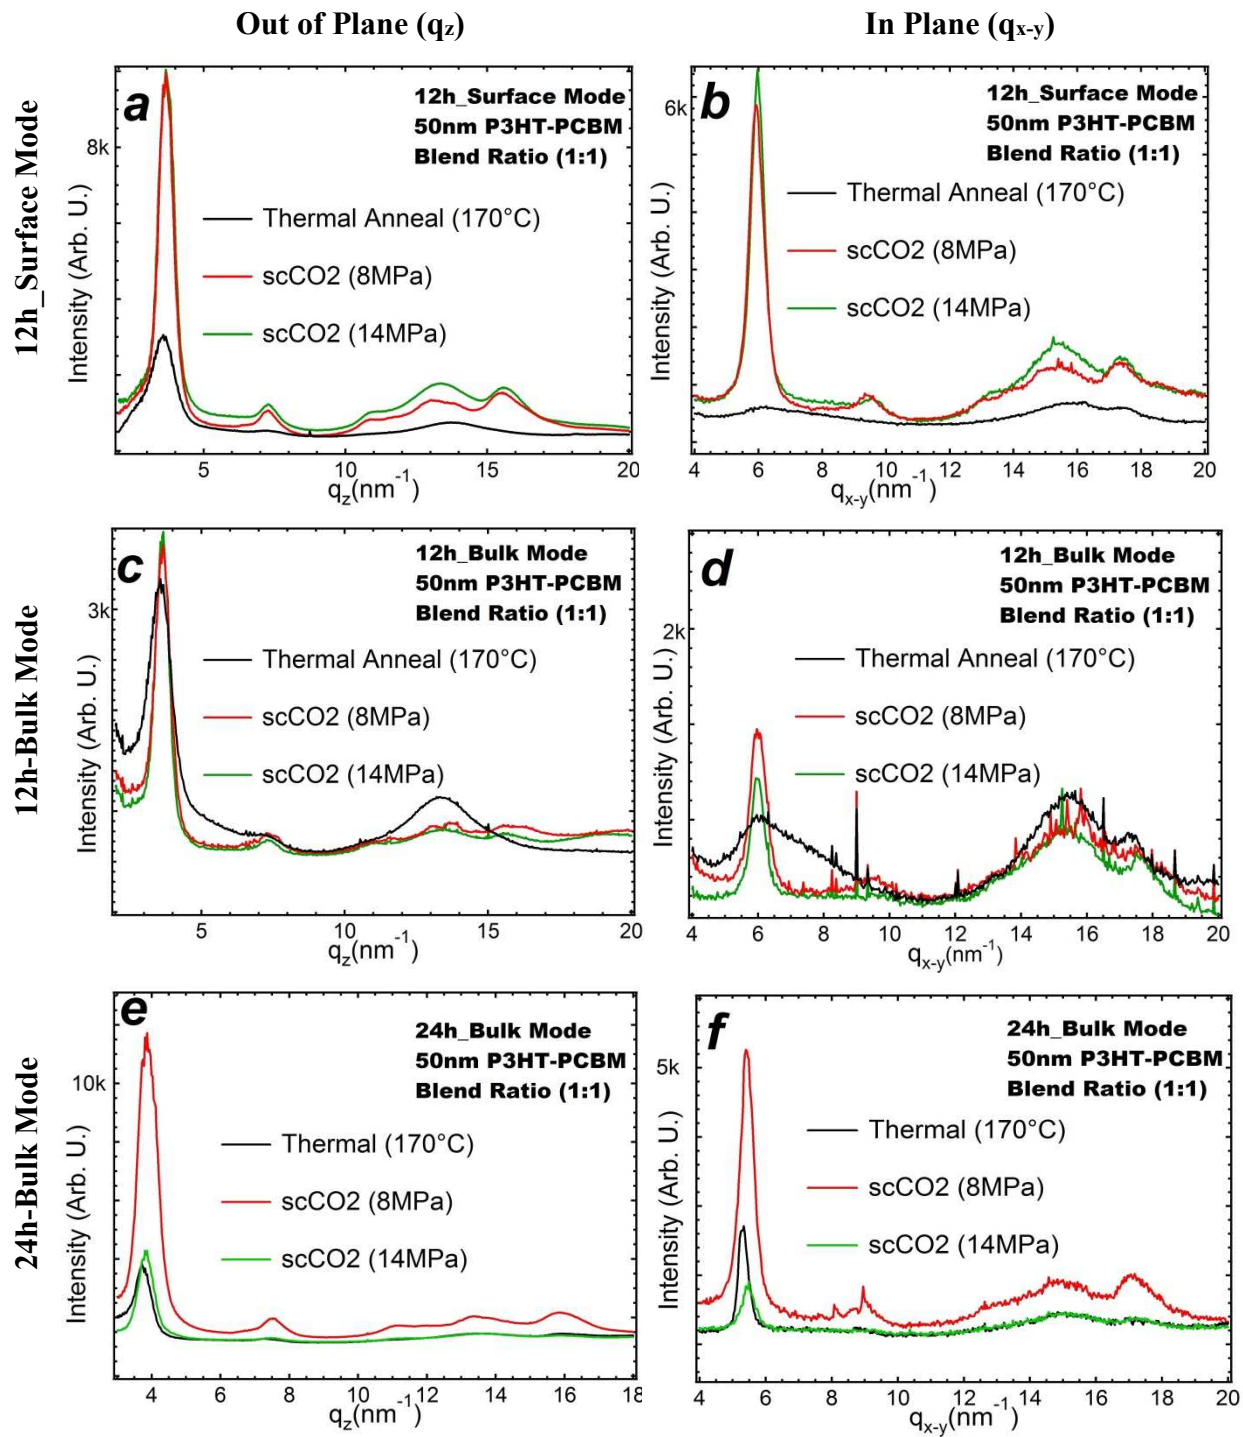 Out of Plane (qz)
In Plane (qx-y)
12h_Surface Mode
a
12h_Surface Mode
50nm P3HT-PCBM
Blend Ratio (1:1)
8k
Thermal Anneal (170°C)
scCO2 (8MPa)
scCO2 (14MPa)
Intensity (Arb. U.)
5 10 15 20
qz(nm-1)
b
12h_Surface Mode
50nm P3HT-PCBM
Blend Ratio (1:1)
6k
Thermal Anneal (170°C)
scCO2 (8MPa)
scCO2 (14MPa)
Intensity (Arb. U.)
4 6 8 10 12 14 16 18 20
qx-y(nm-1)
12h-Bulk Mode
c
12h_Bulk Mode
50nm P3HT-PCBM
Blend Ratio (1:1)
3k
Thermal Anneal (170°C)
scCO2 (8MPa)
scCO2 (14MPa)
Intensity (Arb. U.)
5 10 15 20
qz(nm-1)
d
12h_Bulk Mode
50nm P3HT-PCBM
Blend Ratio (1:1)
2k
Thermal Anneal (170°C)
scCO2 (8MPa)
scCO2 (14MPa)
Intensity (Arb. U.)
4 6 8 10 12 14 16 18 20
qx-y(nm-1)
24h-Bulk Mode
e
24h_Bulk Mode
50nm P3HT-PCBM
Blend Ratio (1:1)
10k
Thermal (170°C)
scCO2 (8MPa)
scCO2 (14MPa)
Intensity (Arb. U.)
4 6 8 10 12 14 16 18
qz(nm-1)
f
24h_Bulk Mode
50nm P3HT-PCBM
Blend Ratio (1:1)
5k
Thermal (170°C)
scCO2 (8MPa)
scCO2 (14MPa)
Intensity (Arb. U.)
4 6 8 10 12 14 16 18 20
qx-y(nm-1)